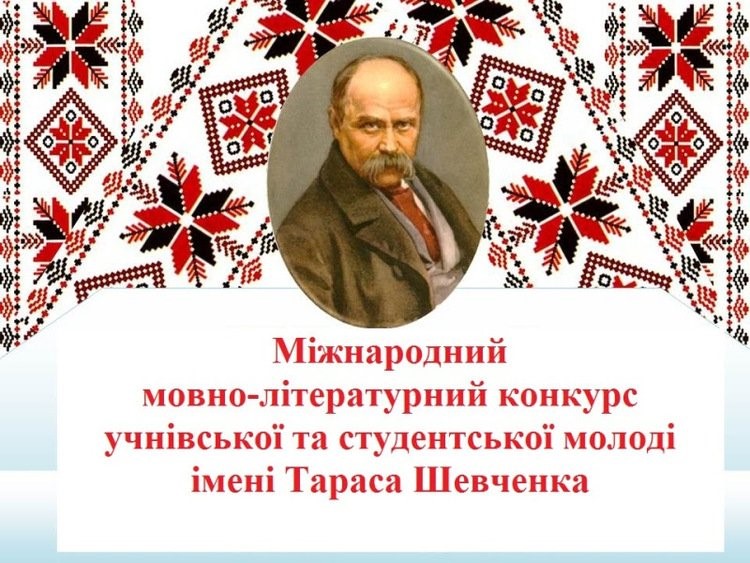 Міжнародний
мовно-літературний конкурс
учнівської та студентської молоді
імені Тараса Шевченка